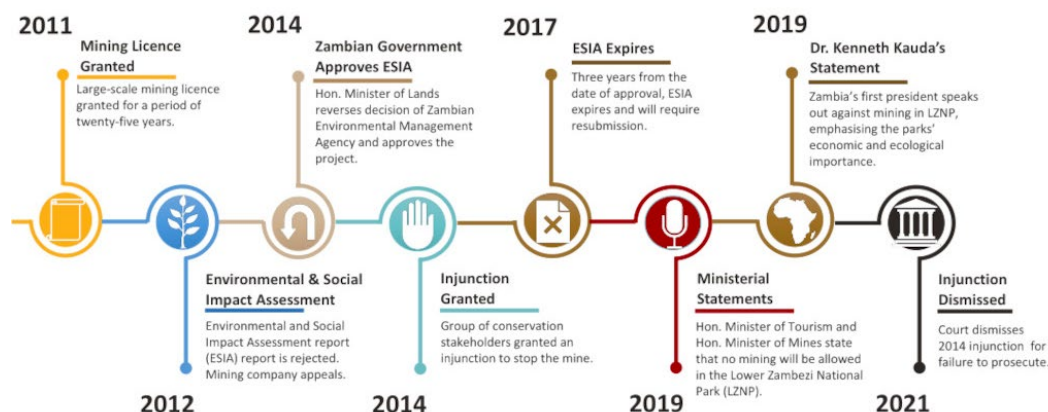 2011
Mining Licence
Granted
Large-scale mining licence
granted for a period of
twenty-five years.
2012
Environmental & Social
Impact Assessment
Environmental and Social
Impact Assessment report
(ESIA) report is rejected.
Mining company appeals.
2014
Zambian Government
Approves ESIA
Hon. Minister of Lands
reverses decision of Zambian
Environmental Management
Agency and approves the
project.
2014
Injunction
Granted
Group of conservation
stakeholders granted an
injunction to stop the mine.
2017
ESIA Expires
Three years from the
date of approval, ESIA
expires and will require
resubmission.
2019
Ministerial
Statements
Hon. Minister of Tourism and
Hon. Minister of Mines state
that no mining will be allowed
in the Lower Zambezi National
Park (LZNP).
2019
Dr. Kenneth Kauda’s
Statement
Zambia’s first president speaks
out against mining in LZNP,
emphasising the parks’
economic and ecological
importance.
2021
Injunction
Dismissed
Court dismisses
2014 injunction for
failure to prosecute.